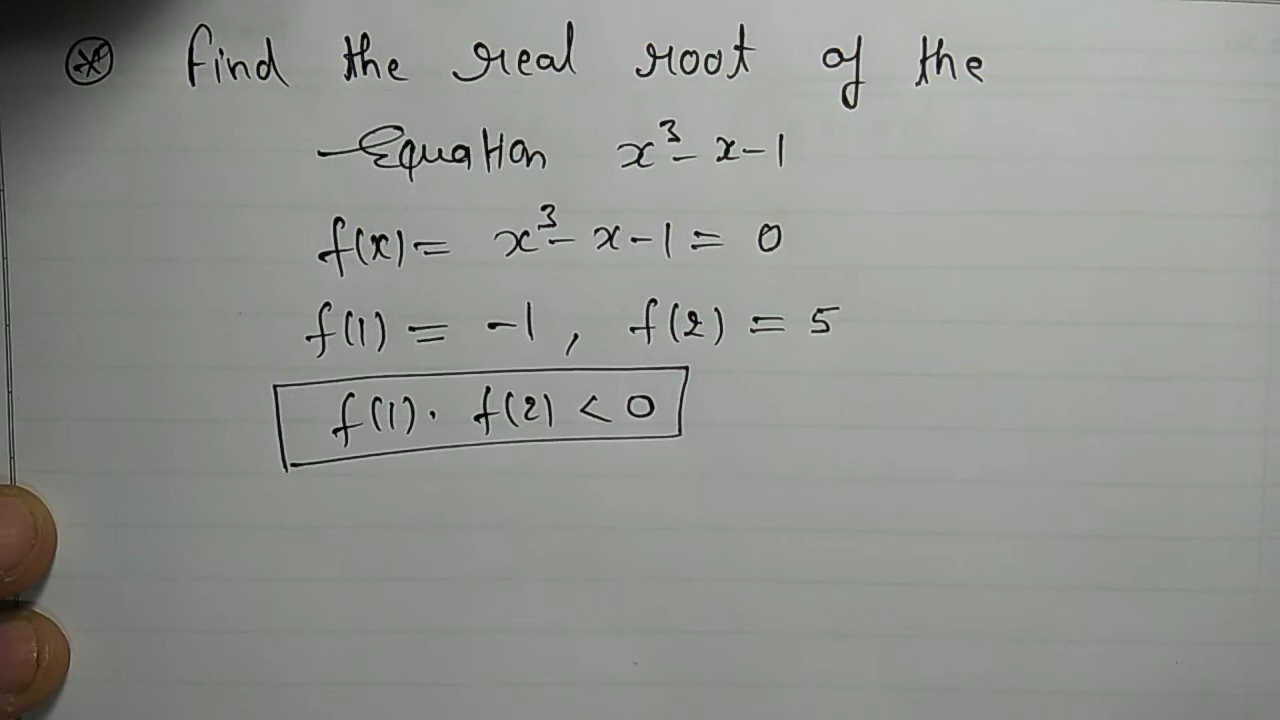 ⊛ find the real root of the
Equation x³- x-1
f(x)= x³- x-1= 0
f(1) = -1, f(2) = 5
f(1). f(2) < 0